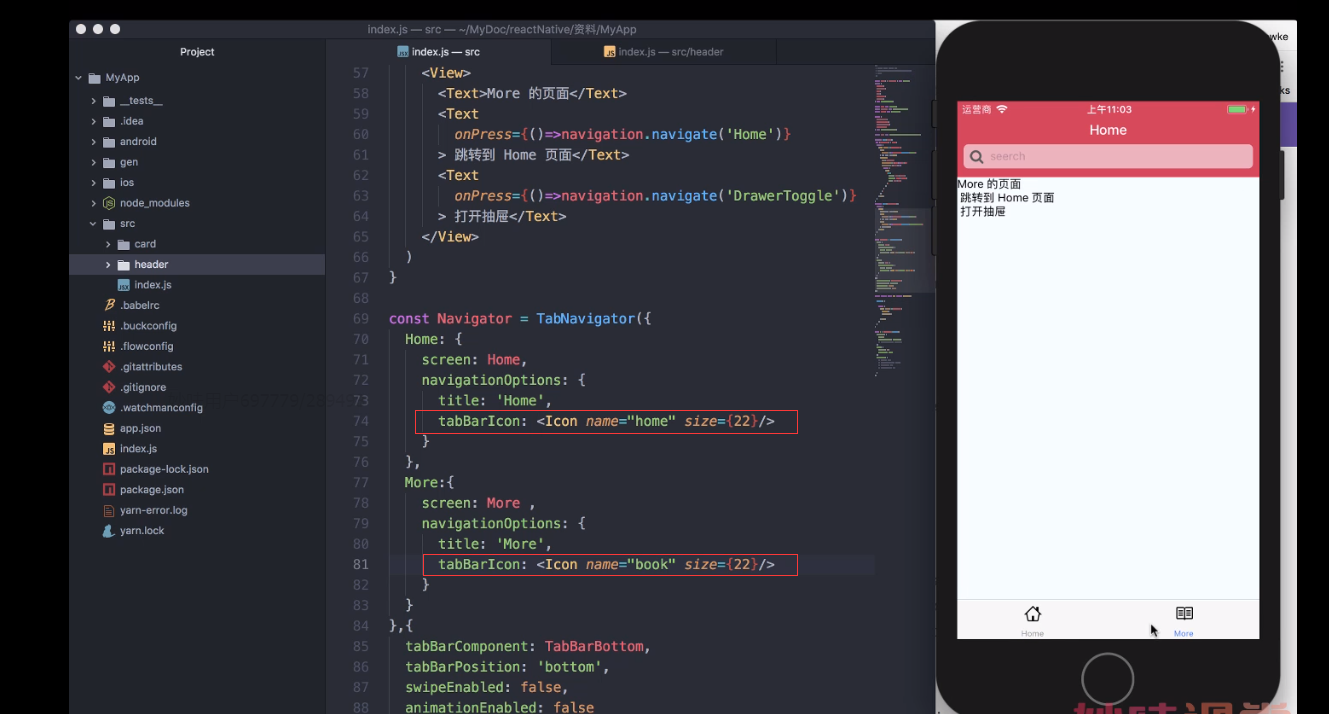 index.js — src — ~/MyDoc/reactNative/资料/MyApp
Project
index.js — src
index.js — src/header
MyApp
__tests__
.idea
android
gen
ios
node_modules
src
card
header
index.js
.babelrc
.buckconfig
.flowconfig
.gitattributes
.gitignore
.watchmanconfig
app.json
index.js
package-lock.json
package.json
yarn-error.log
yarn.lock
57 <View>
58 <Text>More 的页面</Text>
59 <Text
60 onPress={()=>navigation.navigate('Home')}
61 > 跳转到 Home 页面</Text>
62 <Text
63 onPress={()=>navigation.navigate('DrawerToggle')}
64 > 打开抽屉</Text>
65 </View>
66 )
67 }
68
69 const Navigator = TabNavigator({
70 Home: {
71 screen: Home,
72 navigationOptions: {
73 title: 'Home',
74 tabBarIcon: <Icon name="home" size={22}/>
75 }
76 },
77 More:{
78 screen: More ,
79 navigationOptions: {
80 title: 'More',
81 tabBarIcon: <Icon name="book" size={22}/>
82 }
83 }
84 },{
85 tabBarComponent: TabBarBottom,
86 tabBarPosition: 'bottom',
87 swipeEnabled: false,
88 animationEnabled: false
运营商
上午11:03
Home
search
More 的页面
跳转到 Home 页面
打开抽屉
Home
More